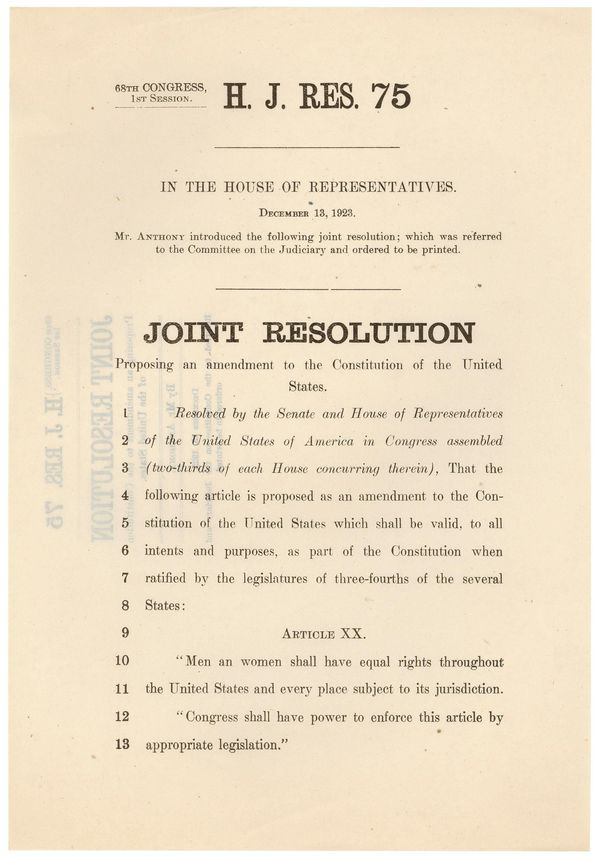 68TH CONGRESS,
1ST SESSION.
H. J. RES. 75
IN THE HOUSE OF REPRESENTATIVES.
DECEMBER 13, 1923.
Mr. ANTHONY introduced the following joint resolution; which was referred
to the Committee on the Judiciary and ordered to be printed.
JOINT RESOLUTION
Proposing an amendment to the Constitution of the United
States.
1 Resolved by the Senate and House of Representatives
2 of the United States of America in Congress assembled
3 (two-thirds of each House concurring therein), That the
4 following article is proposed as an amendment to the Con-
5 stitution of the United States which shall be valid, to all
6 intents and purposes, as part of the Constitution when
7 ratified by the legislatures of three-fourths of the several
8 States:
9 ARTICLE XX.
10 "Men an women shall have equal rights throughout
11 the United States and every place subject to its jurisdiction.
12 "Congress shall have power to enforce this article by
13 appropriate legislation."
H. J. RES. 75
JOINT RESOLUTION